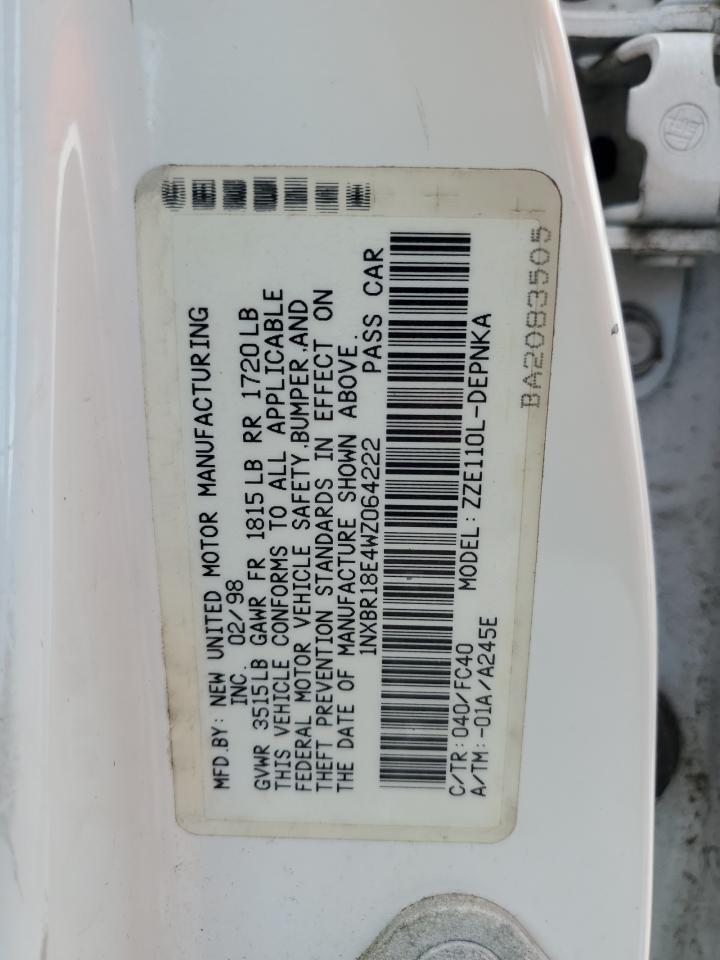 MFD.BY: NEW UNITED MOTOR MANUFACTURING
INC. 02/98
GVWR 3515LB GAWR FR 1815LB RR 1720LB
THIS VEHICLE CONFORMS TO ALL APPLICABLE
FEDERAL MOTOR VEHICLE SAFETY,BUMPER,AND
THEFT PREVENTION STANDARDS IN EFFECT ON
THE DATE OF MANUFACTURE SHOWN ABOVE.
1NXBR18E4WZ064222 PASS CAR
C/TR:040/FC40 MODEL:ZZE110L-DEPNKA
A/TM:-01A/A245E
BA2083505